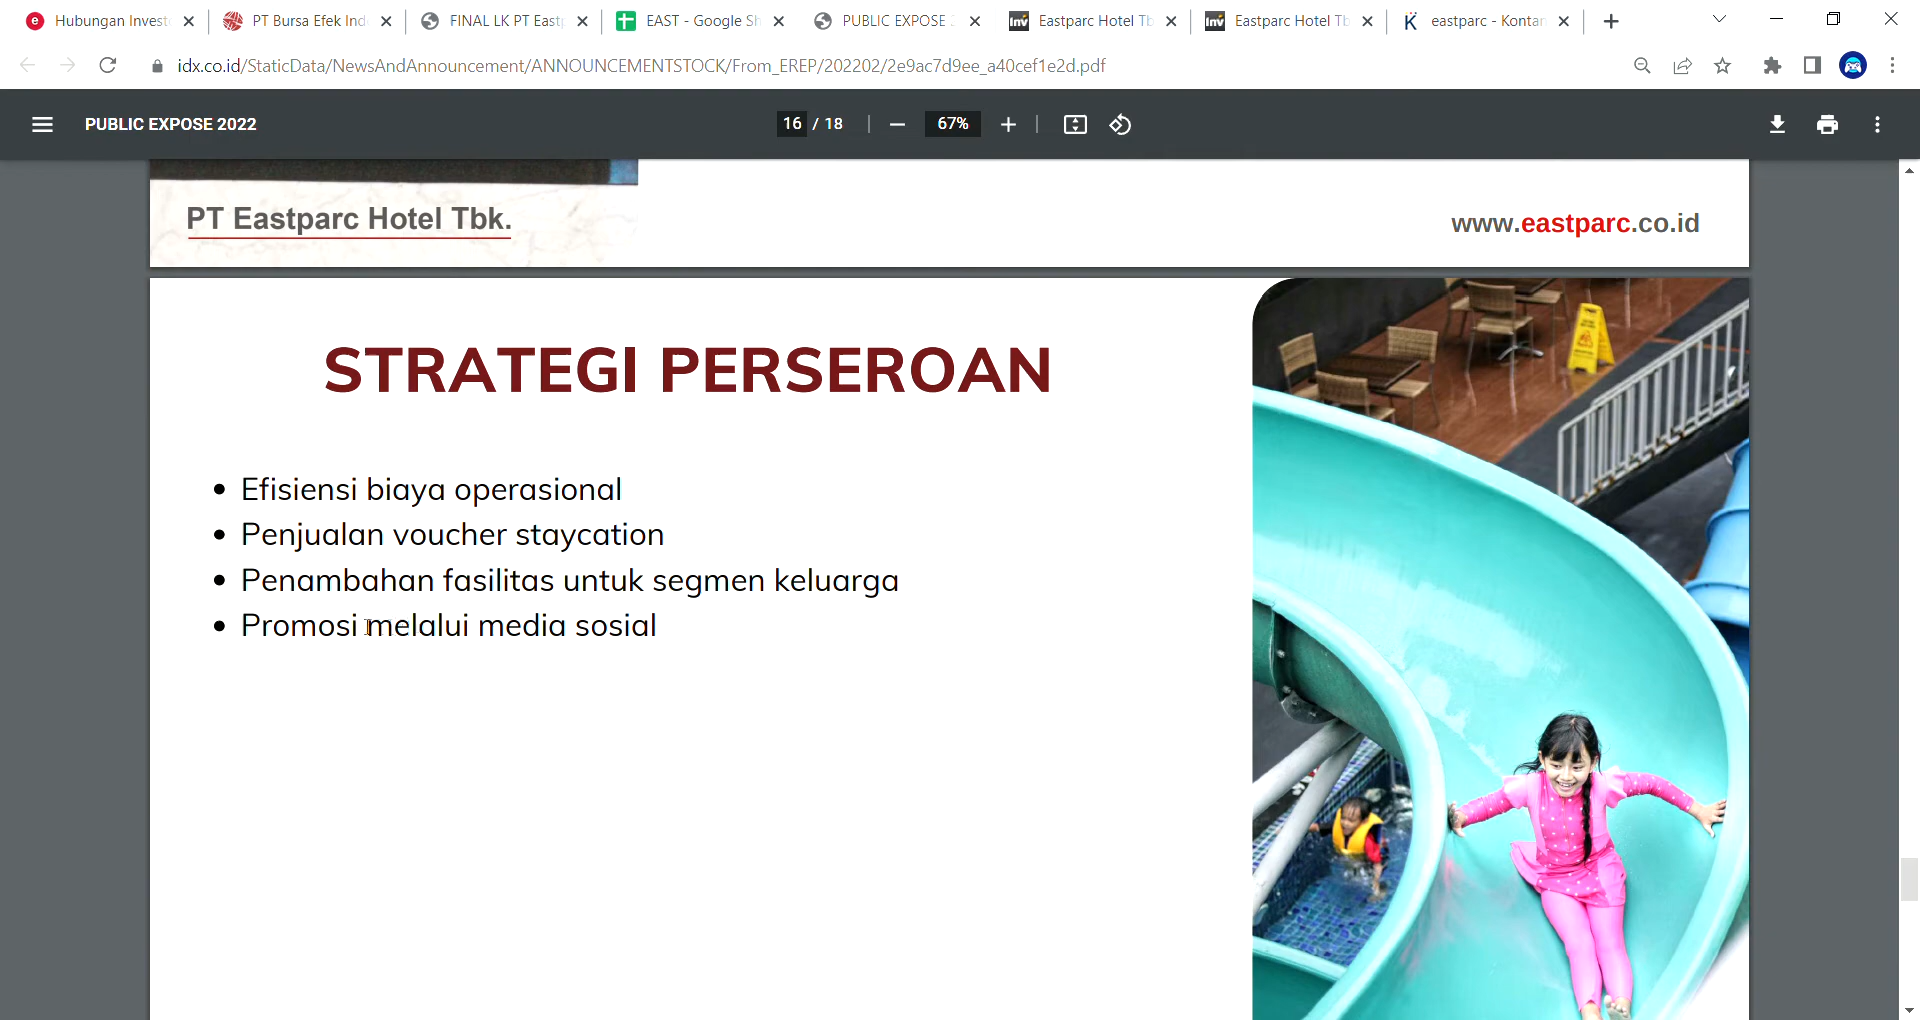 Hubungan Invest
PT Bursa Efek Ind
FINAL LK PT East
EAST - Google Sh
PUBLIC EXPOSE 2
Eastparc Hotel Tb
Eastparc Hotel Tb
eastparc - Kontan
idx.co.id/StaticData/NewsAndAnnouncement/ANNOUNCEMENTSTOCK/From_EREP/202202/2e9ac7d9ee_a40cef1e2d.pdf
PUBLIC EXPOSE 2022
16 / 18
67%
PT Eastparc Hotel Tbk.
www.eastparc.co.id
STRATEGI PERSEROAN
• Efisiensi biaya operasional
• Penjualan voucher staycation
• Penambahan fasilitas untuk segmen keluarga
• Promosi melalui media sosial